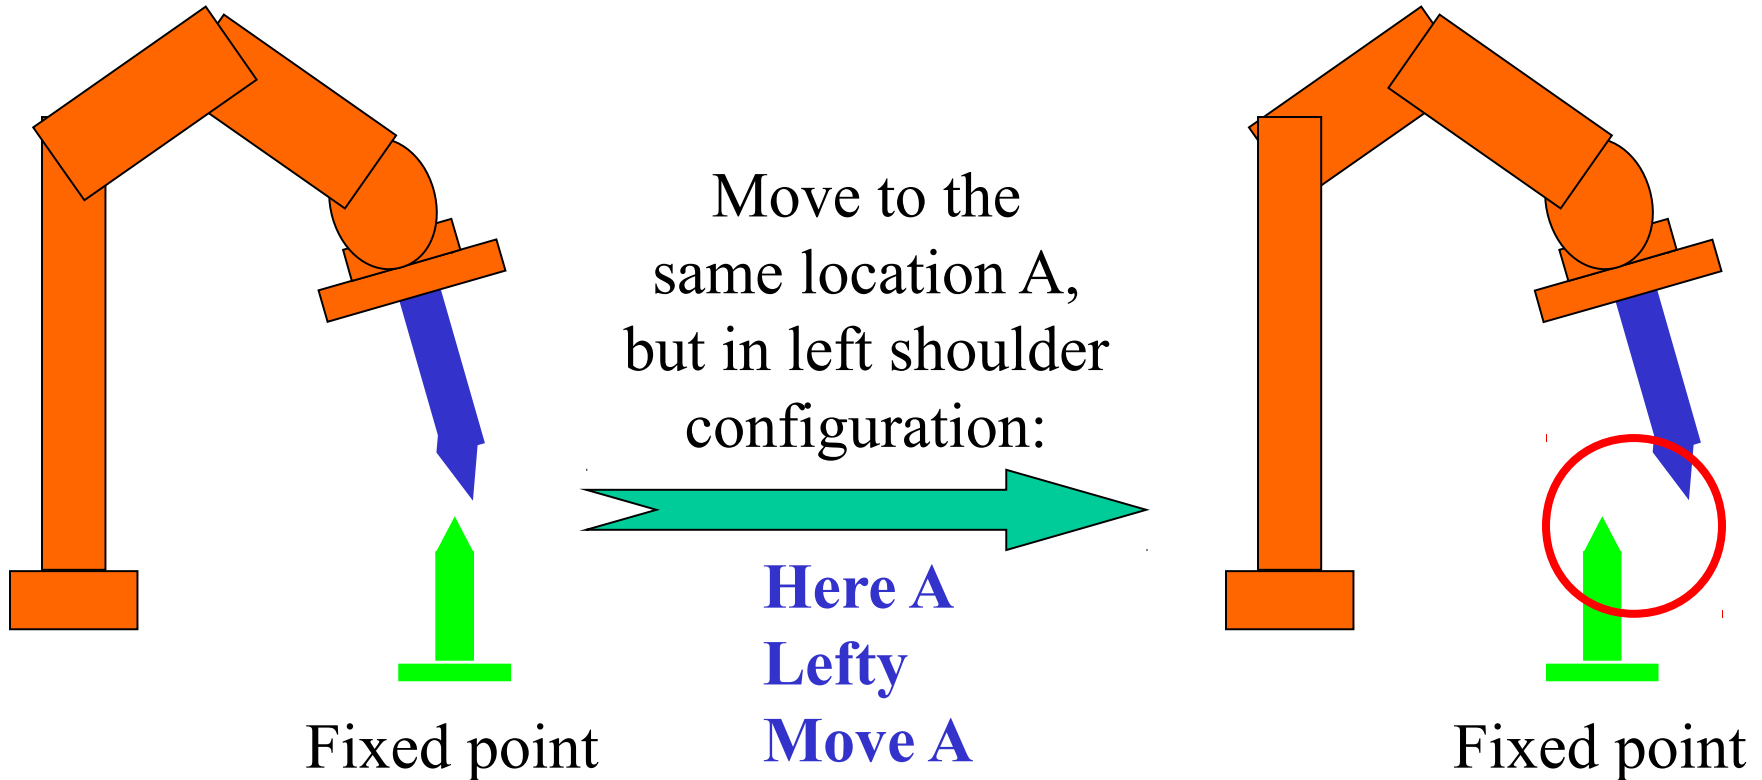 Move to the
same location A,
but in left shoulder
configuration:
Here A
Lefty
Move A
Fixed point
Fixed point